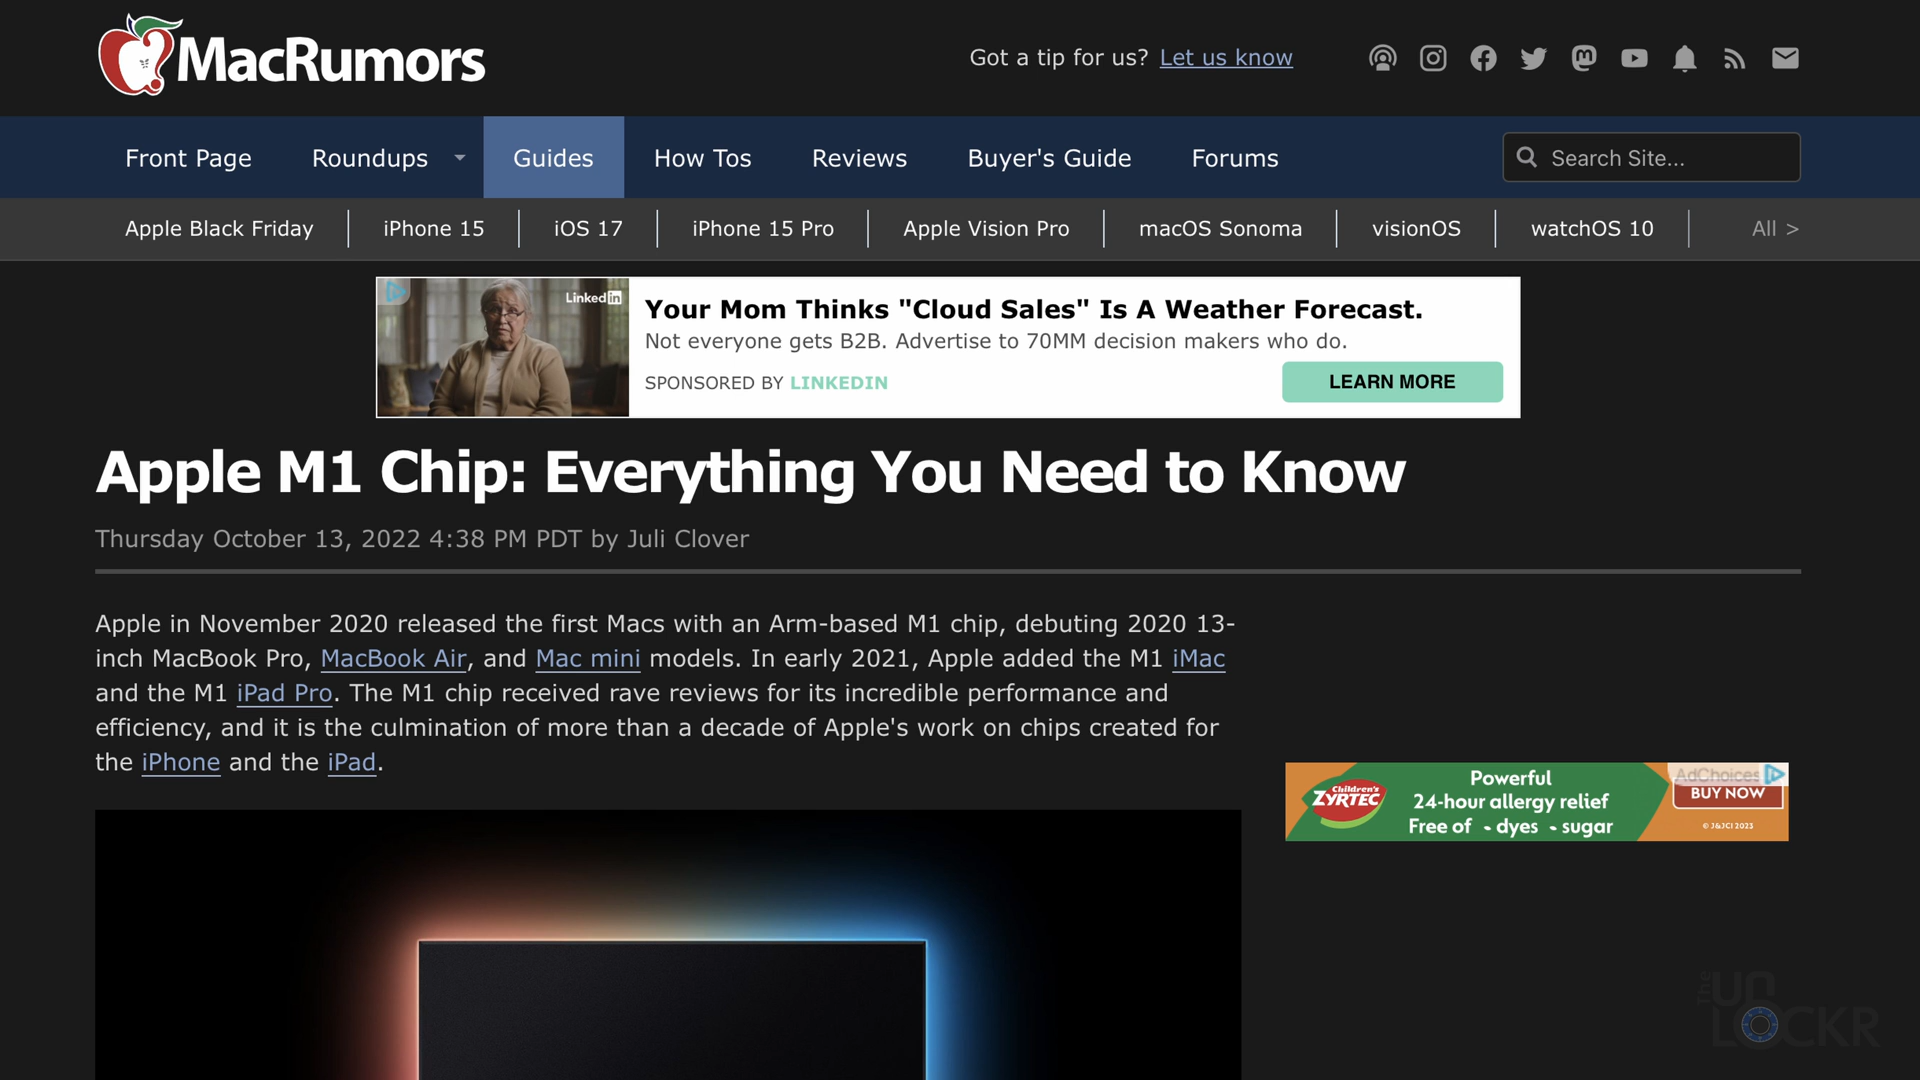 MacRumors
Got a tip for us? Let us know
Front Page Roundups Guides How Tos Reviews Buyer's Guide Forums Search Site...
Apple Black Friday iPhone 15 iOS 17 iPhone 15 Pro Apple Vision Pro macOS Sonoma visionOS watchOS 10 All >
Linked in
Your Mom Thinks "Cloud Sales" Is A Weather Forecast.
Not everyone gets B2B. Advertise to 70MM decision makers who do.
SPONSORED BY LINKEDIN
LEARN MORE
Apple M1 Chip: Everything You Need to Know
Thursday October 13, 2022 4:38 PM PDT by Juli Clover
Apple in November 2020 released the first Macs with an Arm-based M1 chip, debuting 2020 13-
inch MacBook Pro, MacBook Air, and Mac mini models. In early 2021, Apple added the M1 iMac
and the M1 iPad Pro. The M1 chip received rave reviews for its incredible performance and
efficiency, and it is the culmination of more than a decade of Apple's work on chips created for
the iPhone and the iPad.
Children's
ZYRTEC
Powerful
24-hour allergy relief
Free of - dyes - sugar
AdChoices
BUY NOW
© J&JCI 2023
The
UN
LOCKR